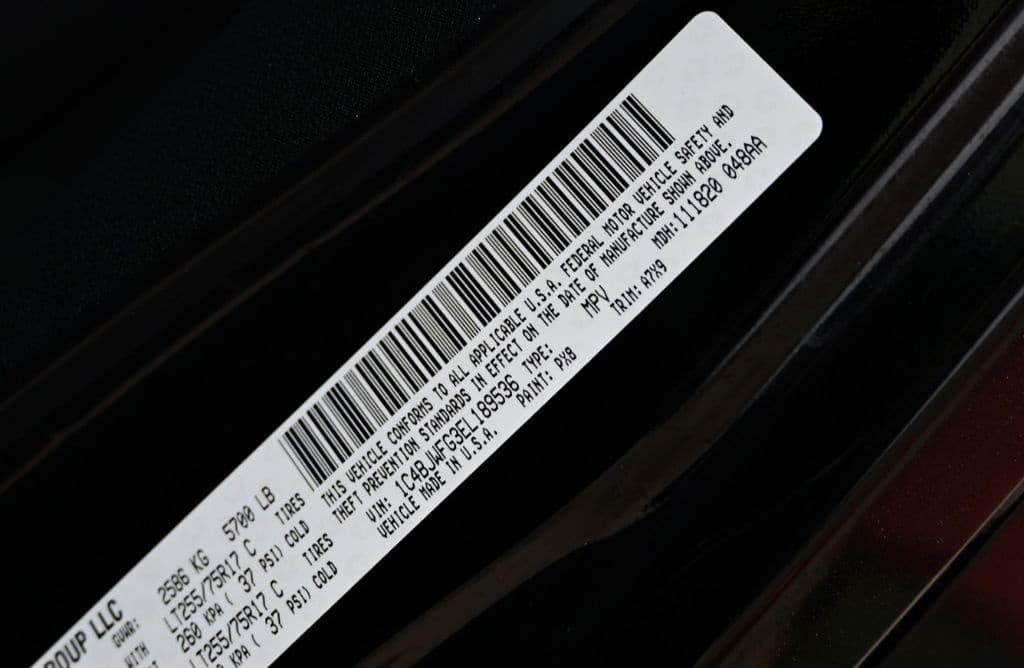 ROUP LLC
GVWR: 2586 KG 5700 LB
WITH LT255/75R17 C TIRES
260 KPA ( 37 PSI) COLD
LT255/75R17 C TIRES
KPA ( 37 PSI) COLD
THIS VEHICLE CONFORMS TO ALL APPLICABLE U.S.A. FEDERAL MOTOR VEHICLE SAFETY AND
THEFT PREVENTION STANDARDS IN EFFECT ON THE DATE OF MANUFACTURE SHOWN ABOVE.
VIN: 1C4BJWFG3EL189536 TYPE: MPV MDH:111820 048AA
VEHICLE MADE IN U.S.A. PAINT: PX8 TRIM: A7X9